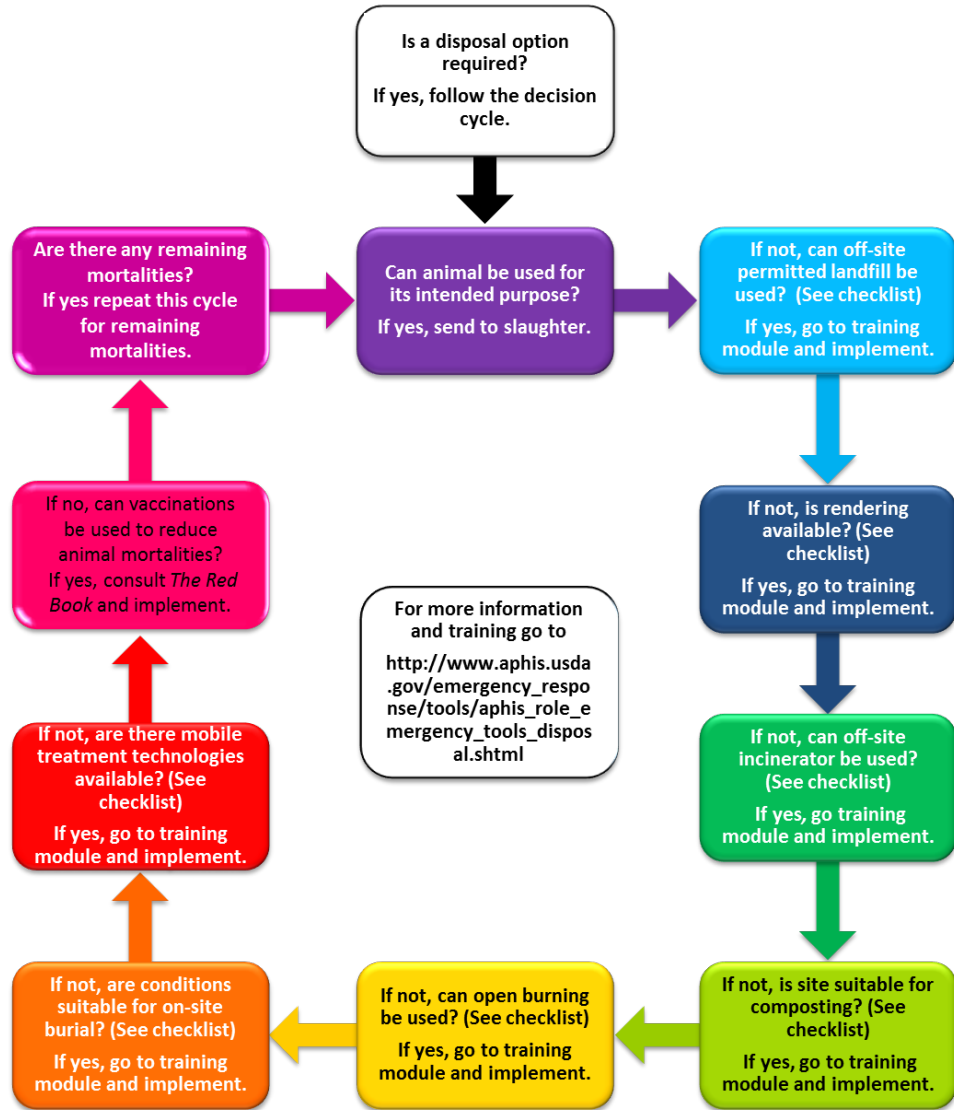 Is a disposal option
required?
If yes, follow the decision
cycle.
Can animal be used for
its intended purpose?
If yes, send to slaughter.
If not, can off-site
permitted landfill be
used?  (See checklist)
If yes, go to training
module and implement.
If not, is rendering
available? (See
checklist)
If yes, go to training
module and implement.
If not, can off-site
incinerator be used?
(See checklist)
If yes, go training
module and implement.
If not, is site suitable for
composting? (See
checklist)
If yes, go to training
module and implement.
If not, can open burning
be used? (See checklist)
If yes, go to training
module and implement.
If not, are conditions
suitable for on-site
burial? (See checklist)
If yes, go to training
module and implement.
If not, are there mobile
treatment technologies
available? (See
checklist)
If yes, go to training
module and implement.
If no, can vaccinations
be used to reduce
animal mortalities?
If yes, consult The Red
Book and implement.
Are there any remaining
mortalities?
If yes repeat this cycle
for remaining
mortalities.
For more information
and training go to
http://www.aphis.usda
.gov/emergency_respo
nse/tools/aphis_role_e
mergency_tools_dispos
al.shtml